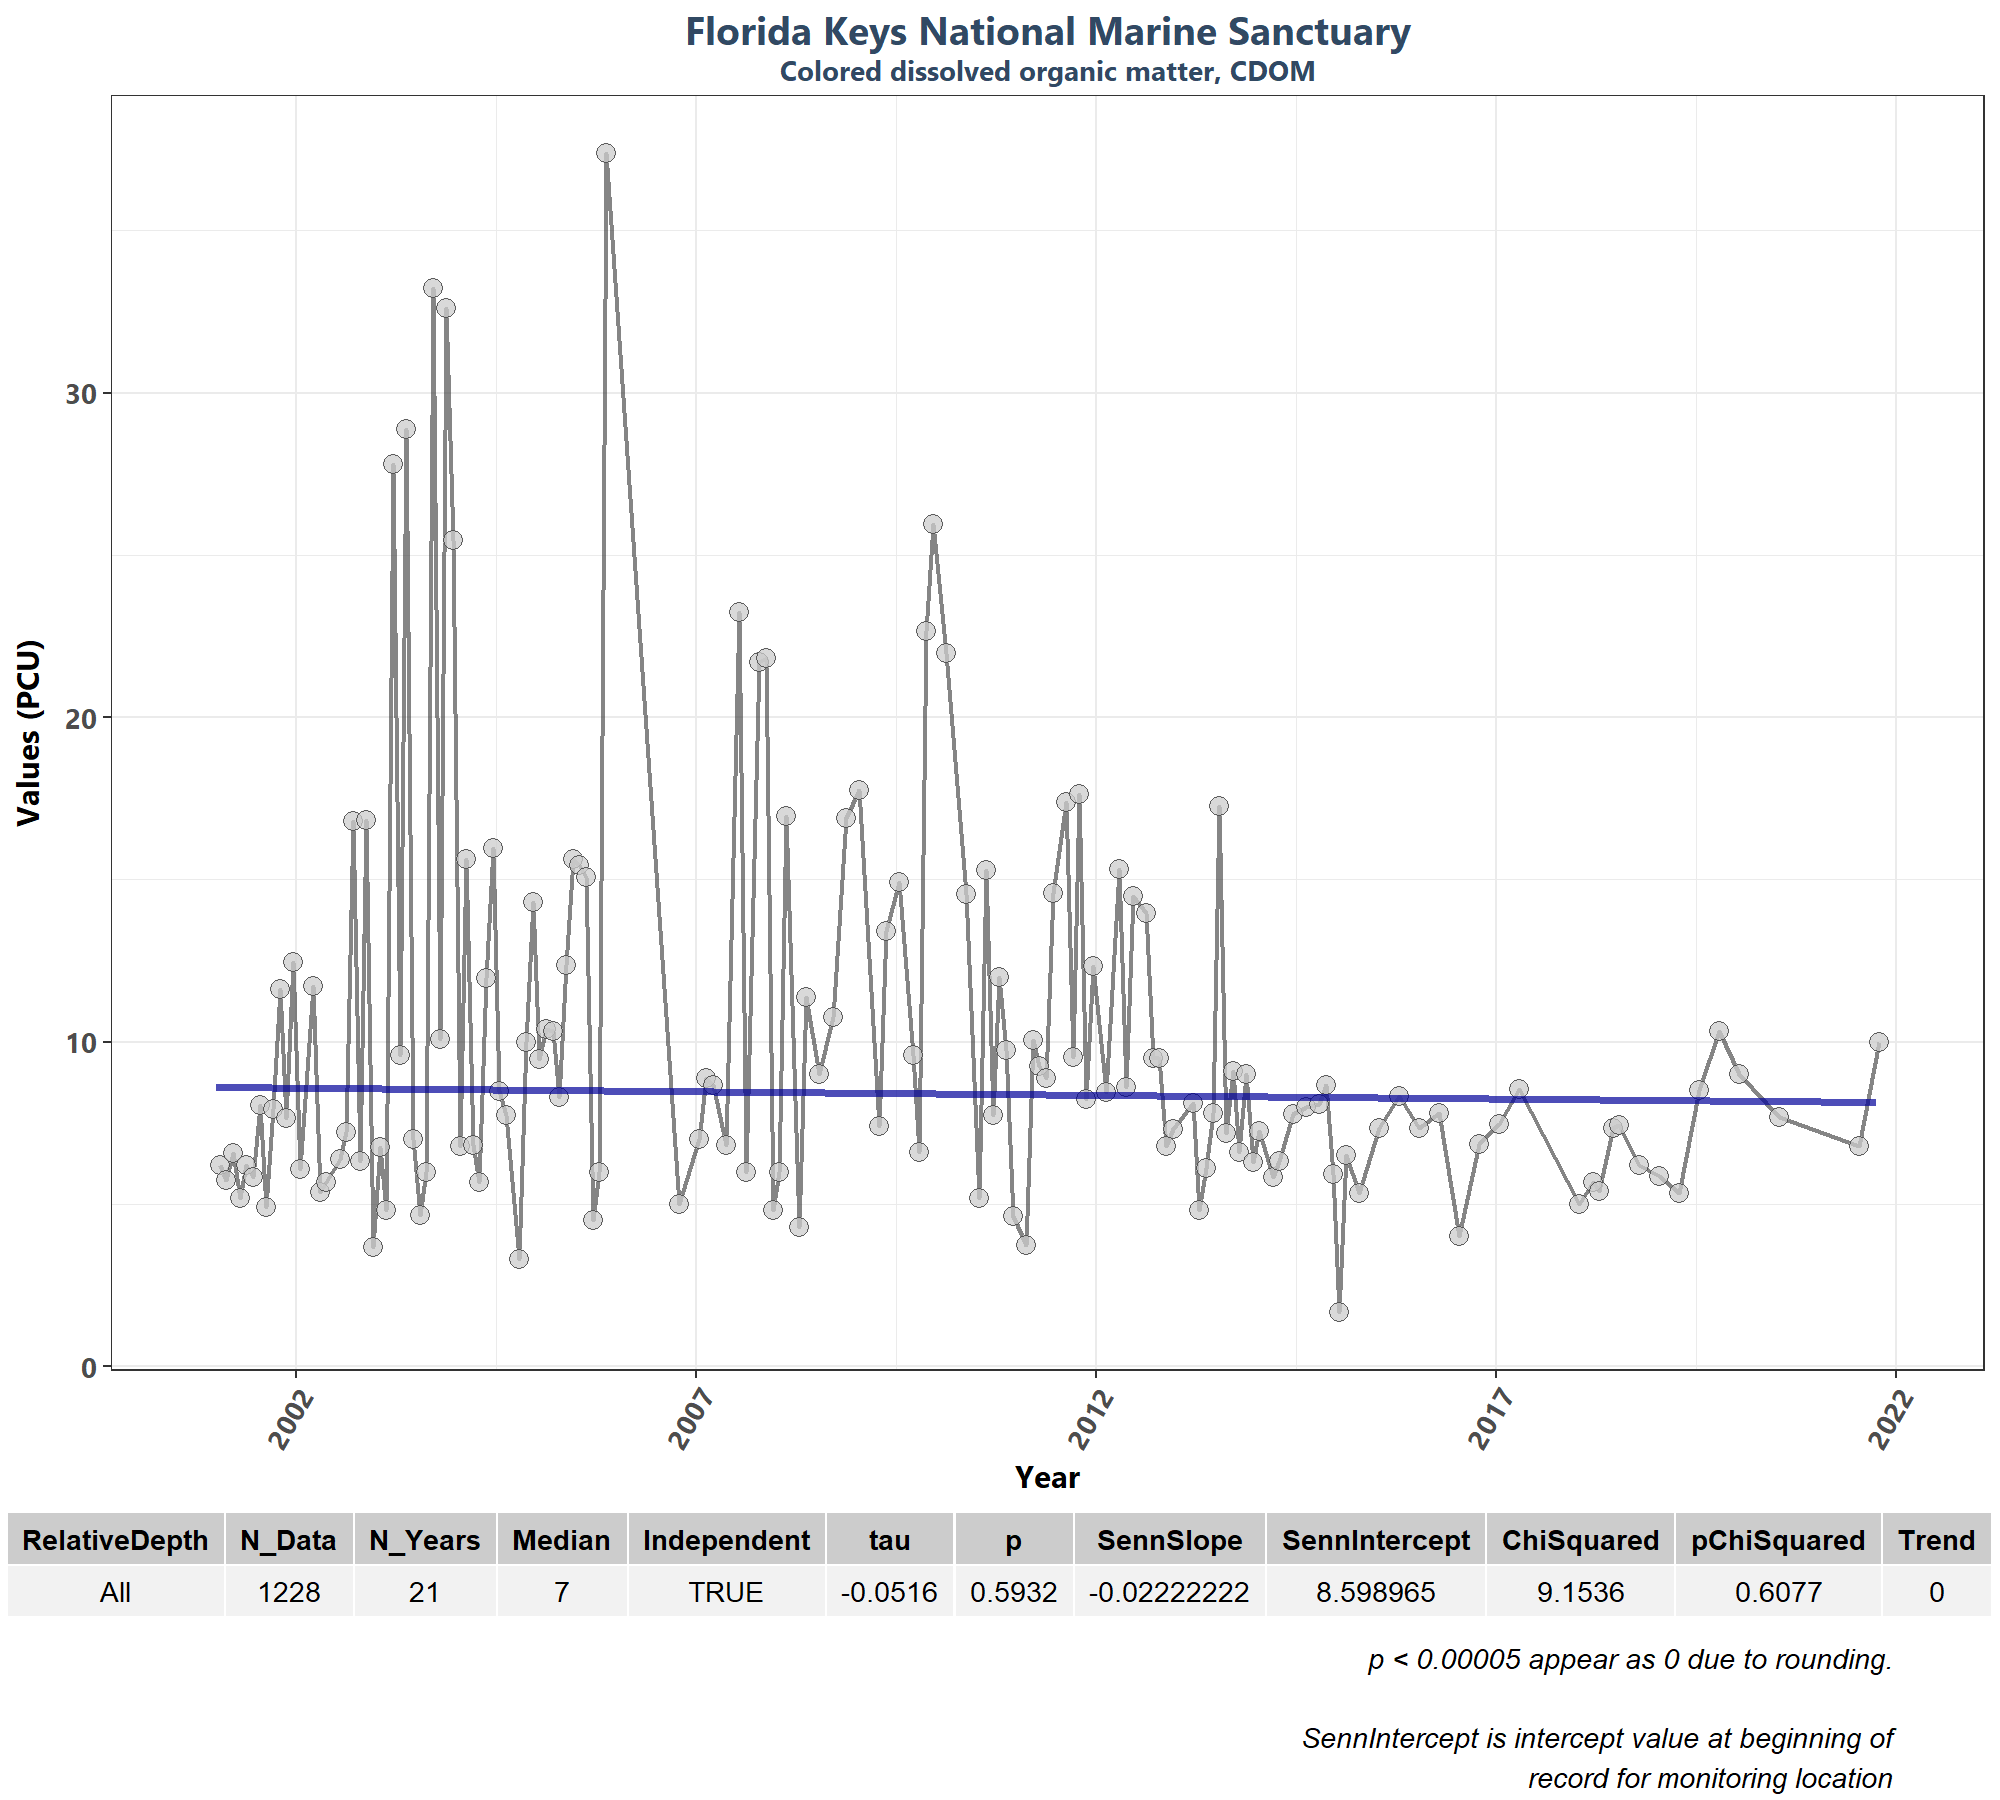 Florida Keys National Marine Sanctuary
Colored dissolved organic matter, CDOM
Values (PCU)
30
20
10
0
2002 2007 2012 2017 2022
Year
RelativeDepth N_Data N_Years Median Independent tau p SennSlope SennIntercept ChiSquared pChiSquared Trend
All 1228 21 7 TRUE -0.0516 0.5932 -0.02222222 8.598965 9.1536 0.6077 0
p < 0.00005 appear as 0 due to rounding.
SennIntercept is intercept value at beginning of
record for monitoring location